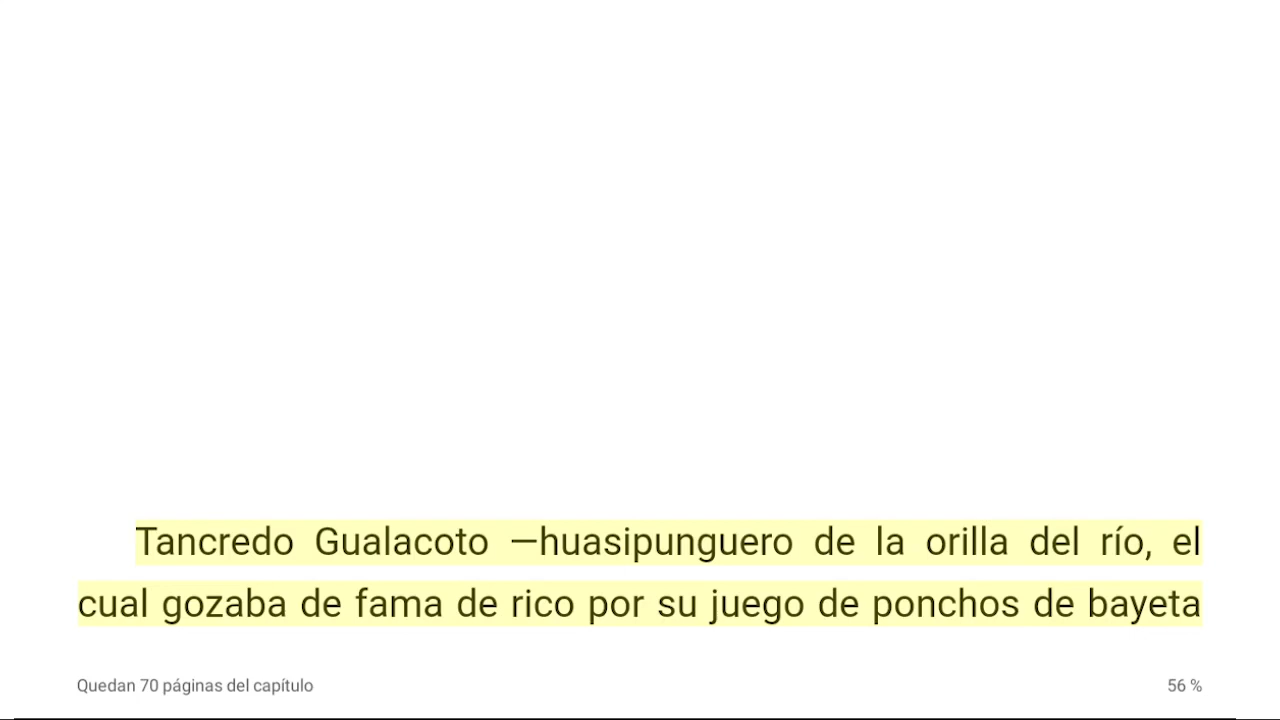 Tancredo Gualacoto —huasipunguero de la orilla del río, el
cual gozaba de fama de rico por su juego de ponchos de bayeta
Quedan 70 páginas del capítulo
56 %